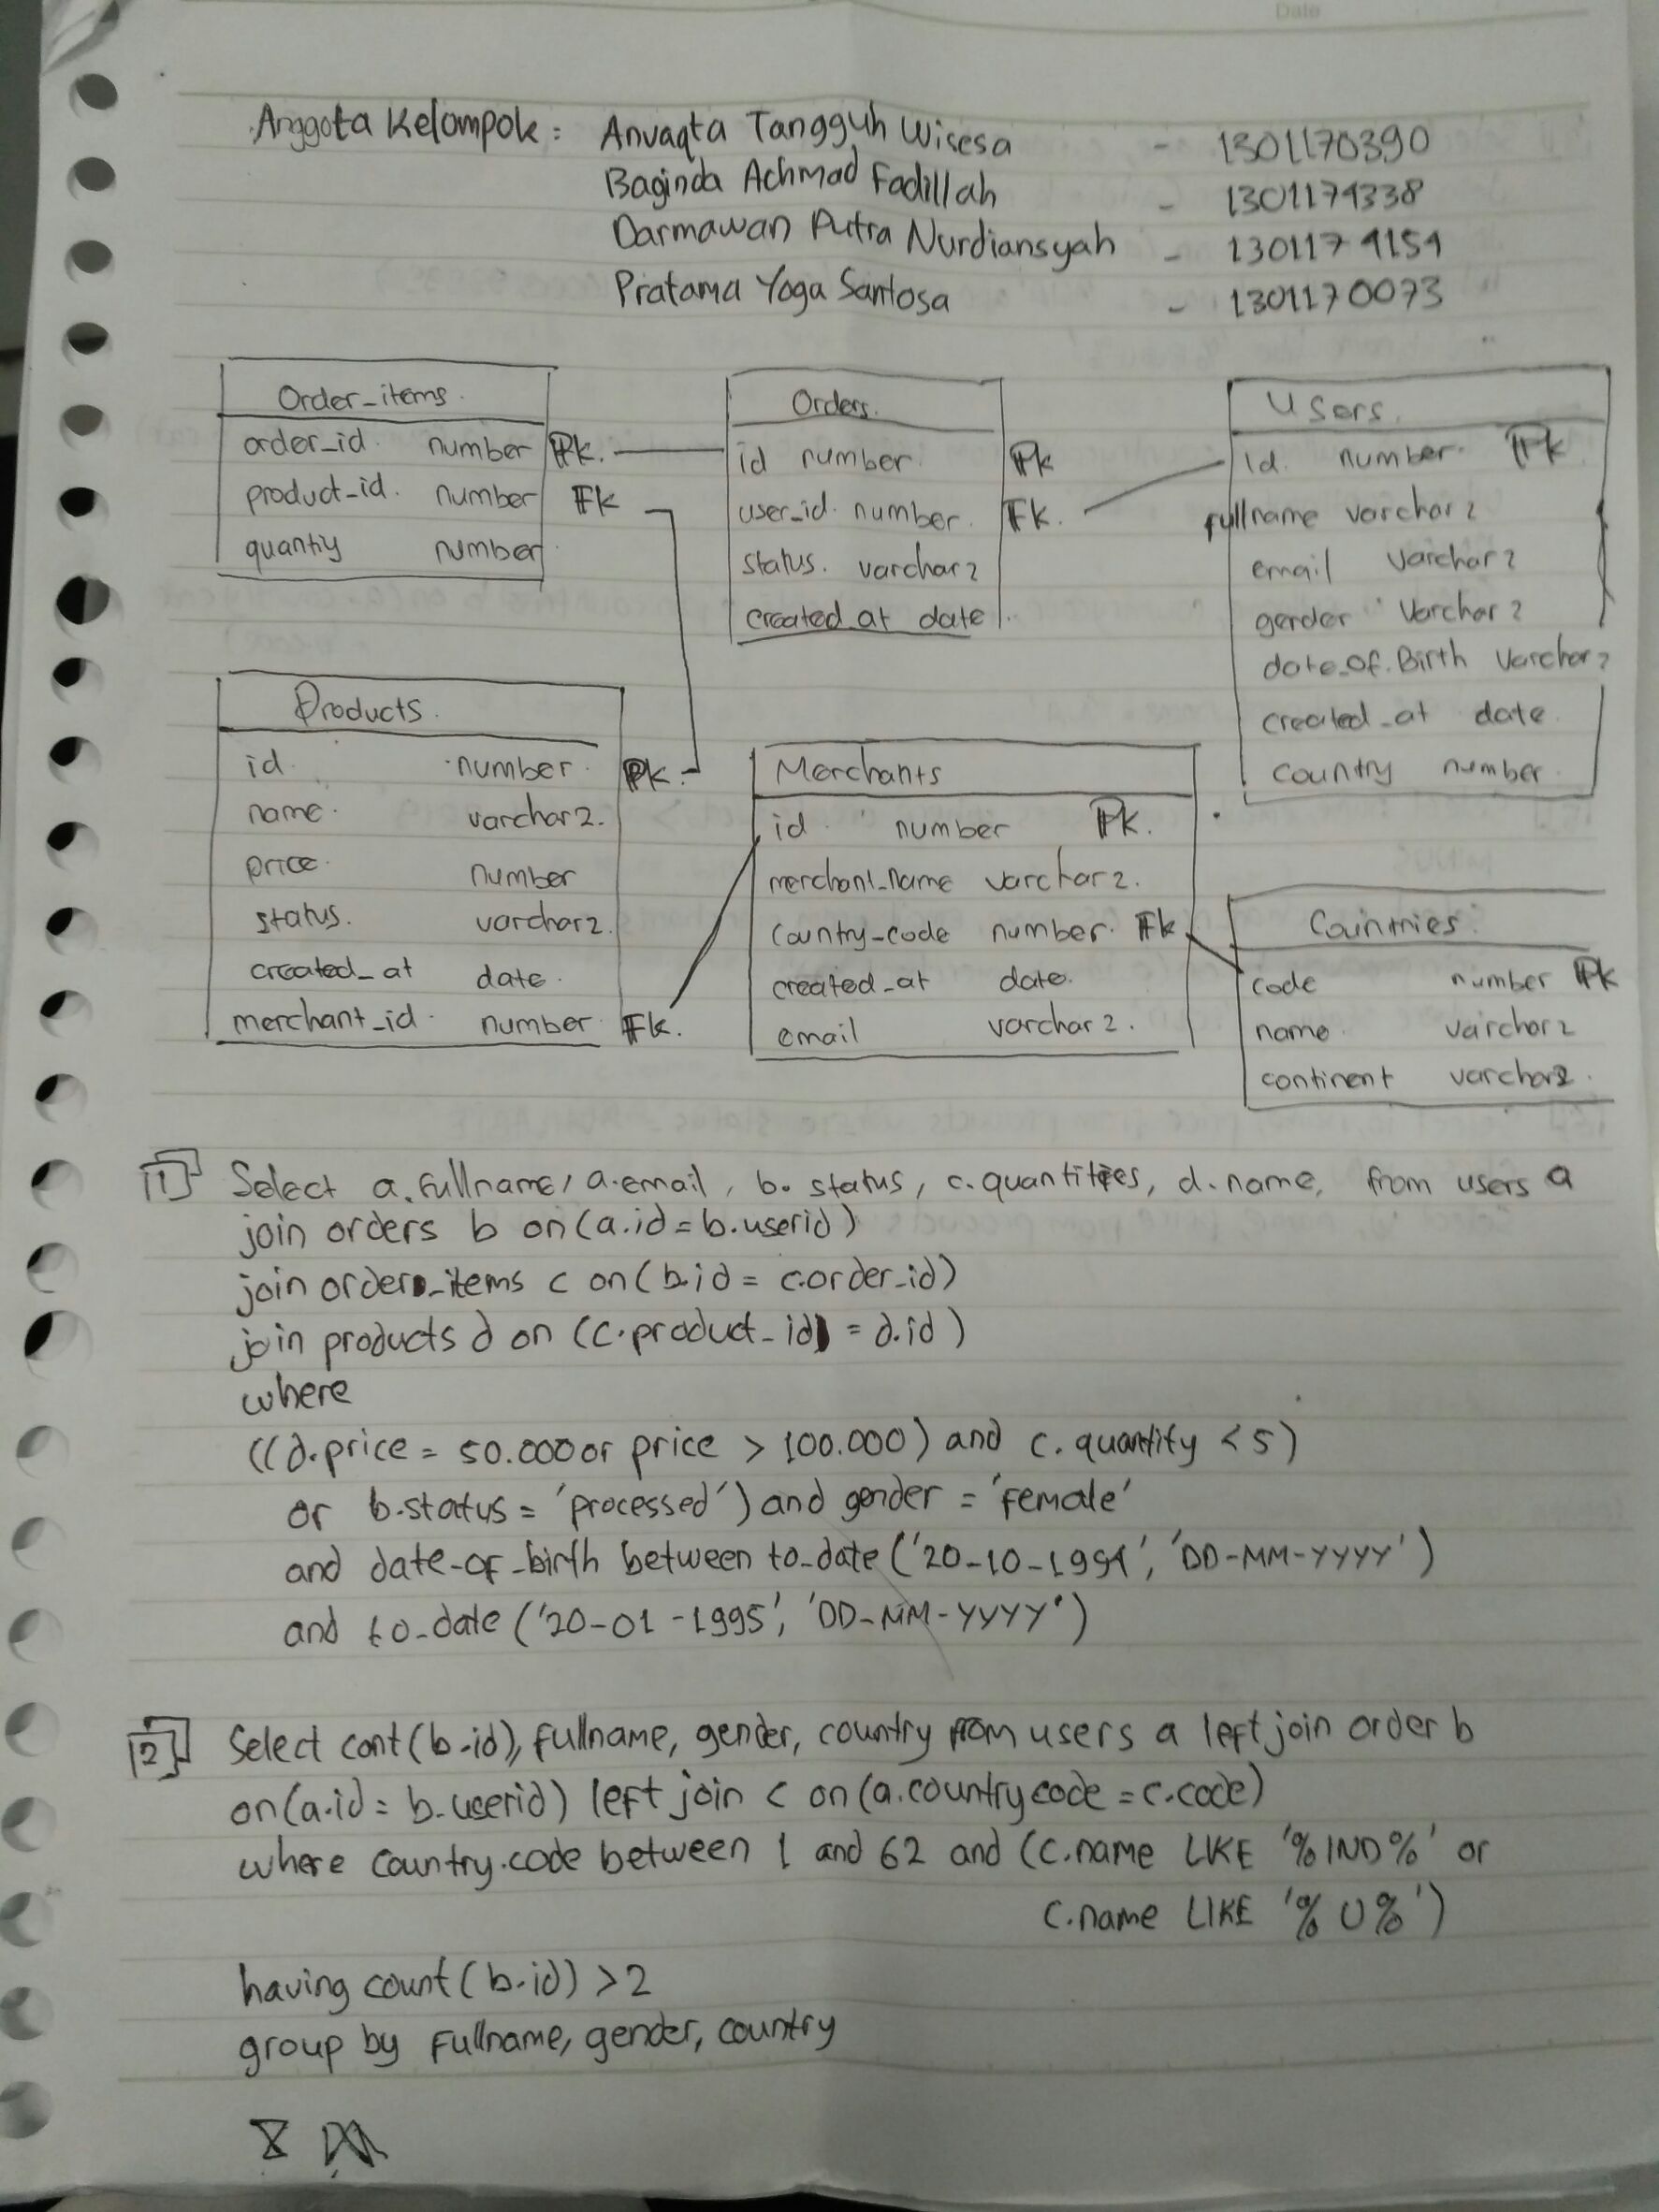 Date
Anggota Kelompok : Anvaqta Tangguh Wisesa - 1301170390
Baginda Achmad Fadillah - 1301174338
Darmawan Putra Nurdiansyah - 1301174154
Pratama Yoga Santosa - 1301170073
Order_items
order_id number Pk
product_id number Fk
quantiy number
Orders
id number Pk
user_id number Fk
status varchar2
created_at date
Users
id number Pk
fullname varchar2
email varchar2
gender varchar2
date_of.Birth varchar2
created_at date
country number
Products
id number Pk
name varchar2
price number
status varchar2
created_at date
merchant_id number Fk
Merchants
id number Pk
merchant_name varchar2
country_code number Fk
created_at date
email varchar2
Countries
code number Pk
name varchar2
continent varchar2
1 Select a.fullname, a.email, b.status, c.quantities, d.name, from users a
join orders b on (a.id = b.userid)
join order_items c on (b.id = c.order_id)
join products d on (c.product_id = d.id)
where
((d.price = 50.000 or price > 100.000) and c.quantity < 5)
or b.status = 'processed') and gender = 'female'
and date_of_birth between to_date ('20-10-1994', 'DD-MM-YYYY')
and to_date ('20-01-1995', 'DD-MM-YYYY')
2 Select cont(b.id), fullname, gender, country from users a left join order b
on (a.id = b.userid) left join c on (a.countrycode = c.code)
where country.code between 1 and 62 and (c.name LIKE '%IND%' or
c.name LIKE '%U%')
having count(b.id) > 2
group by fullname, gender, country